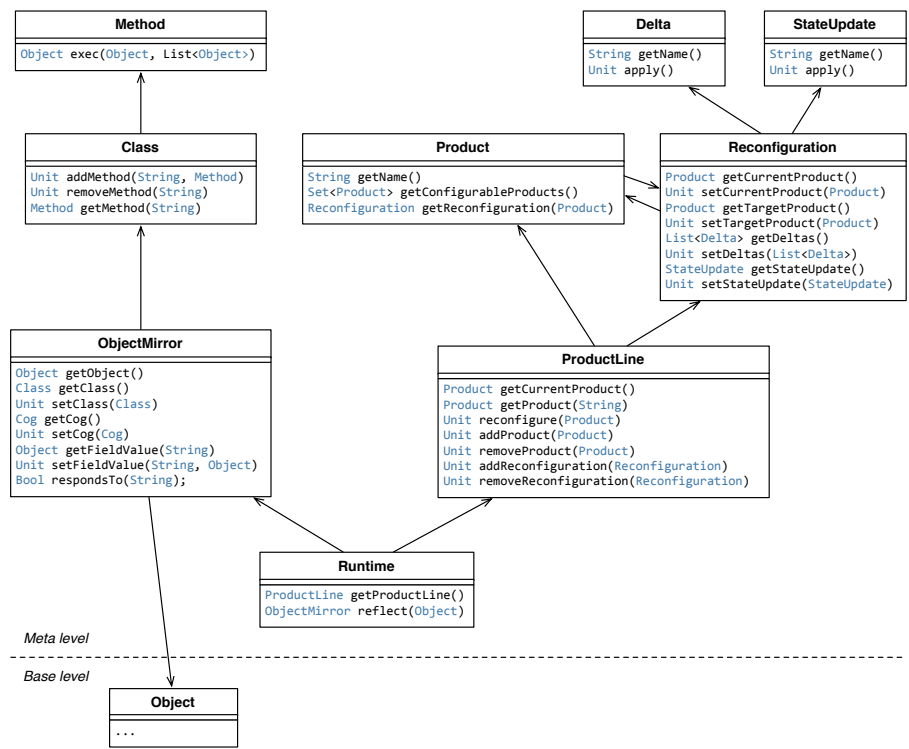 Method
Object exec(Object, List<Object>)
Delta
String getName()
Unit apply()
StateUpdate
String getName()
Unit apply()
Class
Unit addMethod(String, Method)
Unit removeMethod(String)
Method getMethod(String)
Product
String getName()
Set<Product> getConfigurableProducts()
Reconfiguration getReconfiguration(Product)
Reconfiguration
Product getCurrentProduct()
Unit setCurrentProduct(Product)
Product getTargetProduct()
Unit setTargetProduct(Product)
List<Delta> getDeltas()
Unit setDeltas(List<Delta>)
StateUpdate getStateUpdate()
Unit setStateUpdate(StateUpdate)
ObjectMirror
Object getObject()
Class getClass()
Unit setClass(Class)
Cog getCog()
Unit setCog(Cog)
Object getFieldValue(String)
Unit setFieldValue(String, Object)
Bool respondsTo(String);
ProductLine
Product getCurrentProduct()
Product getProduct(String)
Unit reconfigure(Product)
Unit addProduct(Product)
Unit removeProduct(Product)
Unit addReconfiguration(Reconfiguration)
Unit removeReconfiguration(Reconfiguration)
Runtime
ProductLine getProductLine()
ObjectMirror reflect(Object)
Meta level
Base level
Object
...